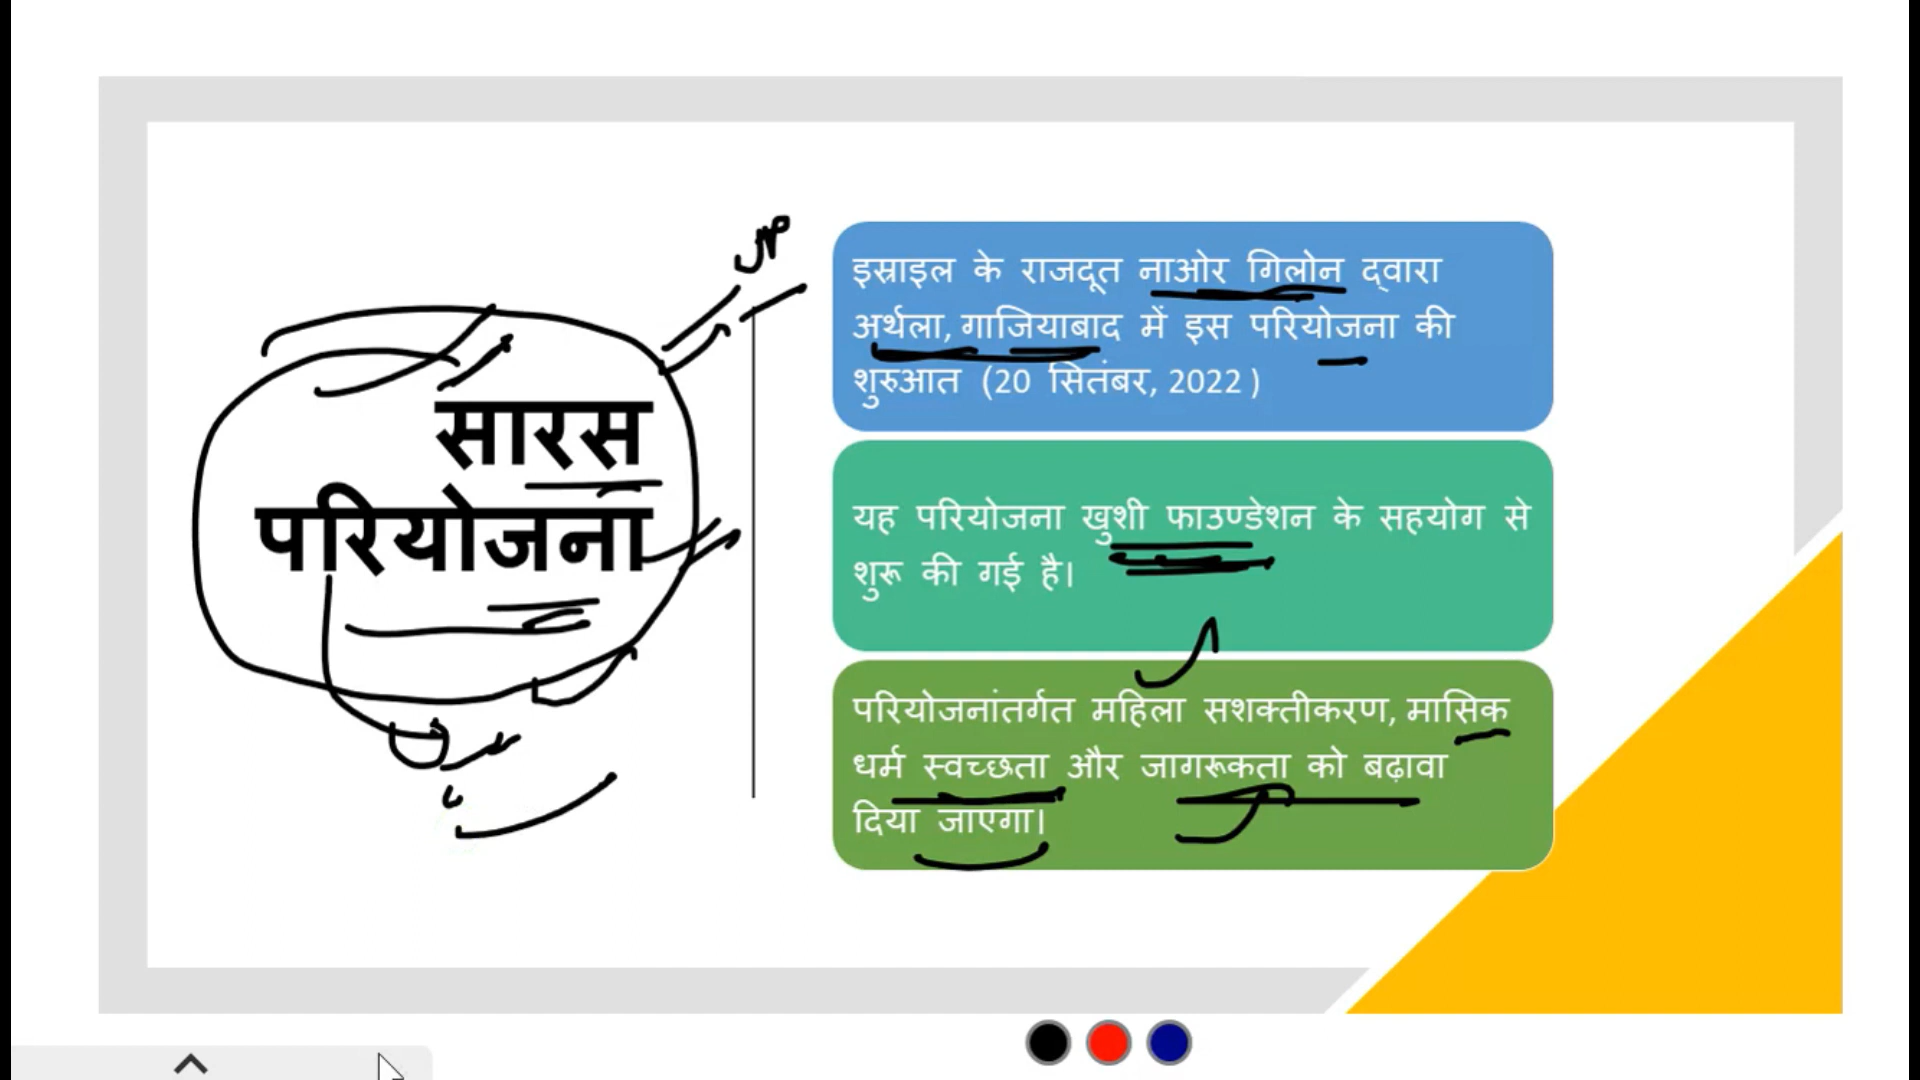 सारस
परियोजना
UP
इस्राइल के राजदूत नाओर गिलोन द्वारा
अर्थला, गाजियाबाद में इस परियोजना की
शुरुआत (20 सितंबर, 2022 )
यह परियोजना खुशी फाउण्डेशन के सहयोग से
शुरू की गई है।
परियोजनांतर्गत महिला सशक्तीकरण, मासिक
धर्म स्वच्छता और जागरूकता को बढ़ावा
दिया जाएगा।